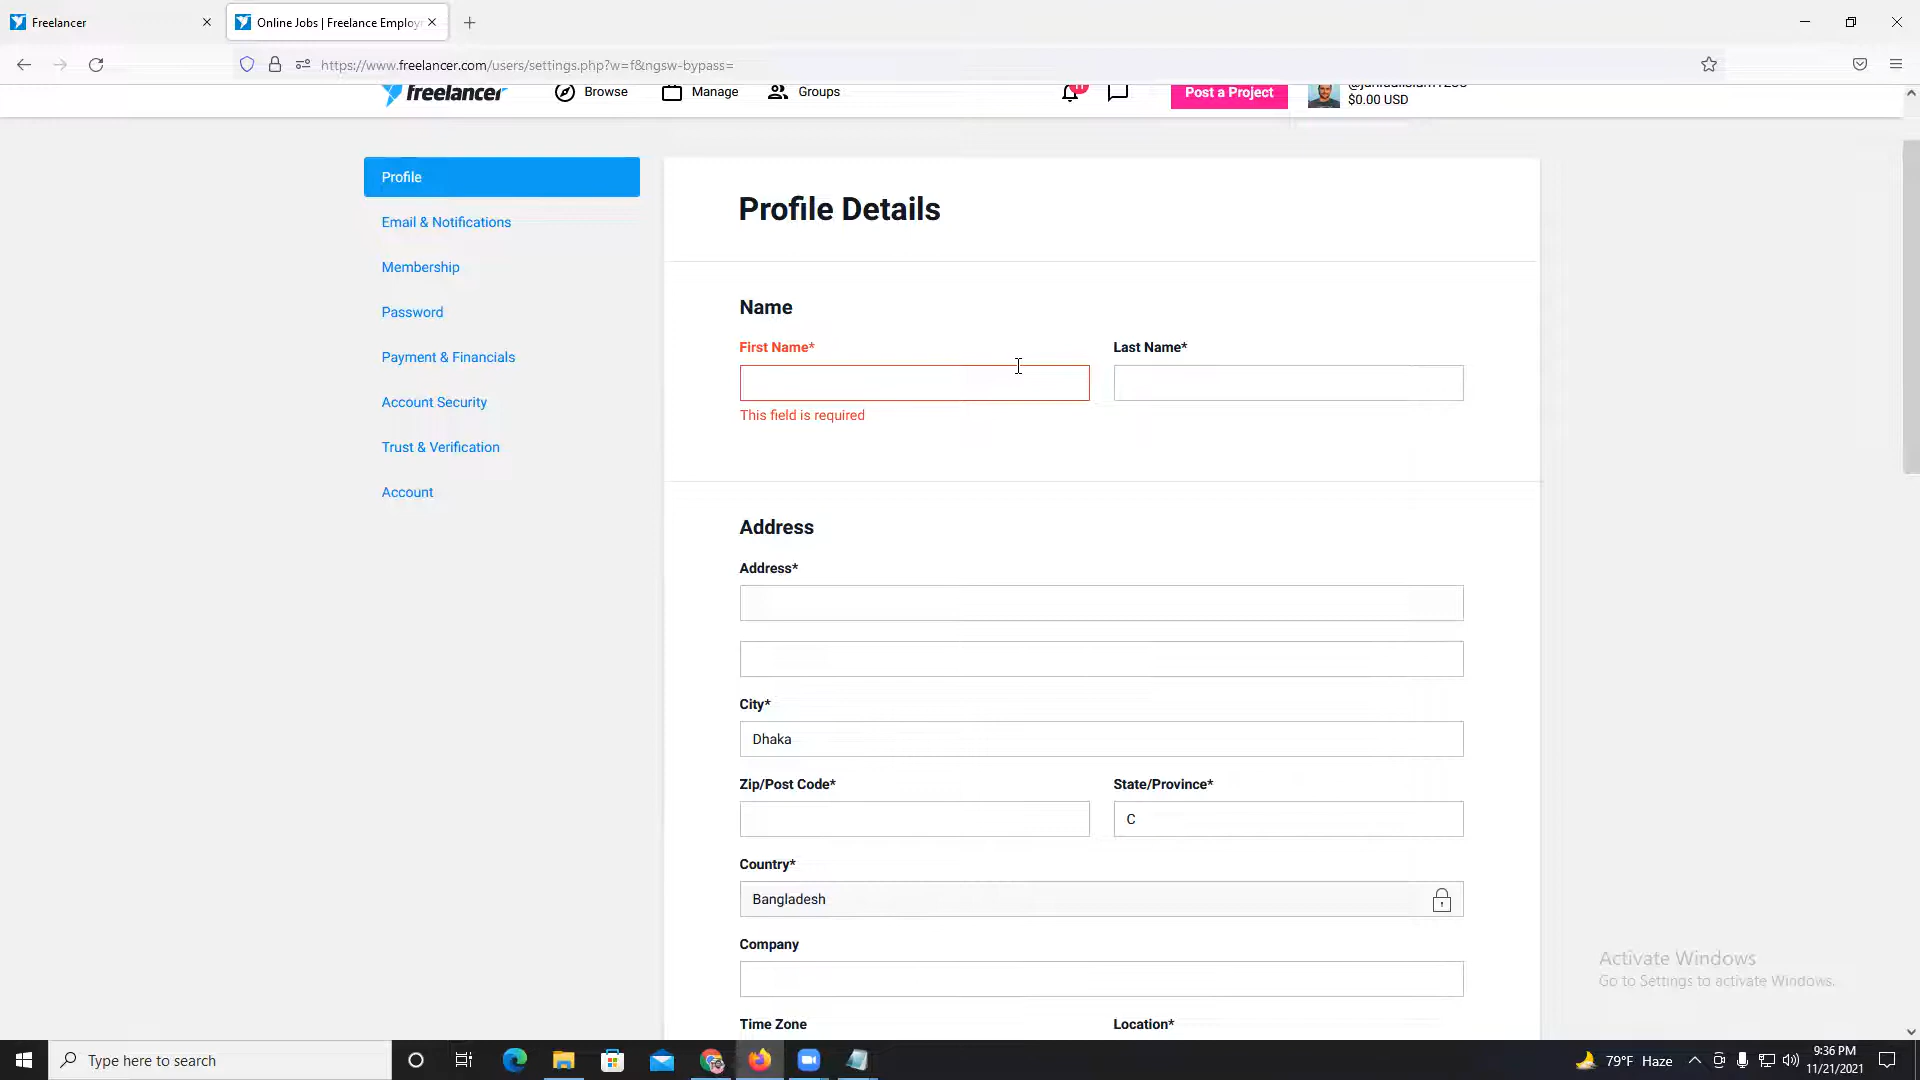 Freelancer
Online Jobs | Freelance Employ
https://www.freelancer.com/users/settings.php?w=f&ngsw-bypass=
freelancer
Browse
Manage
Groups
Post a Project
$0.00 USD
Profile
Email & Notifications
Membership
Password
Payment & Financials
Account Security
Trust & Verification
Account
Profile Details
Name
First Name*
Last Name*
This field is required
Address
Address*
City*
Dhaka
Zip/Post Code*
State/Province*
C
Country*
Bangladesh
Company
Time Zone
Location*
Activate Windows
Go to Settings to activate Windows.
Type here to search
79°F Haze
9:36 PM
11/21/2021